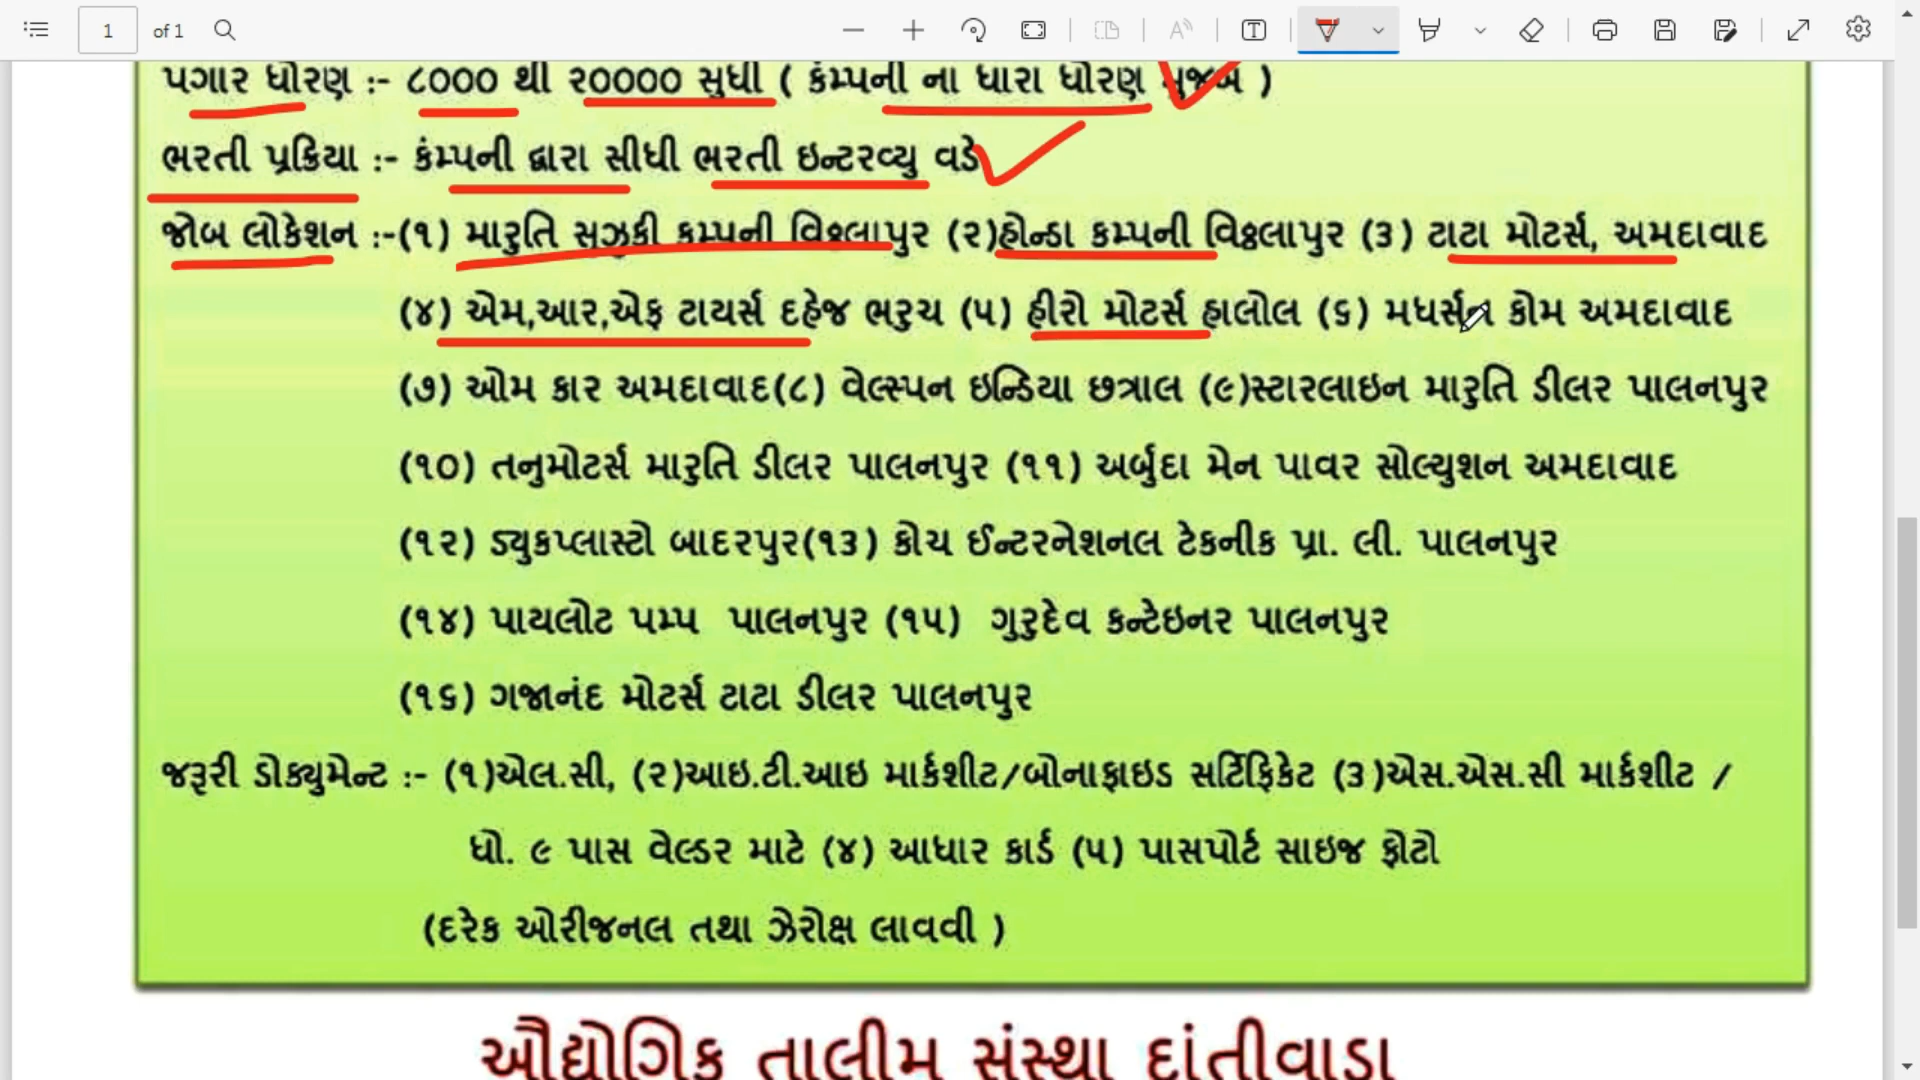 1 of 1
પગાર ધોરણ :- ૮૦૦૦ થી ૨૦૦૦૦ સુધી ( કંમ્પની ના ધારા ધોરણ મુજબ )
ભરતી પ્રક્રિયા :- કંમ્પની દ્વારા સીધી ભરતી ઇન્ટરવ્યુ વડે
જોબ લોકેશન :-(૧) મારુતિ સુઝુકી કમ્પની વિઠ્ઠલાપુર (૨)હોન્ડા કમ્પની વિઠ્ઠલાપુર (૩) ટાટા મોટર્સ, અમદાવાદ
(૪) એમ,આર,એફ ટાયર્સ દહેજ ભરુચ (૫) હીરો મોટર્સ હાલોલ (૬) મધર્સન કોમ અમદાવાદ
(૭) ઓમ કાર અમદાવાદ(૮) વેલ્સ્પન ઇન્ડિયા છત્રાલ (૯)સ્ટારલાઇન મારુતિ ડીલર પાલનપુર
(૧૦) તનુમોટર્સ મારુતિ ડીલર પાલનપુર (૧૧) અર્બુદા મેન પાવર સોલ્યુશન અમદાવાદ
(૧૨) ડ્યુકપ્લાસ્ટો બાદરપુર(૧૩) કોચ ઈન્ટરનેશનલ ટેકનીક પ્રા. લી. પાલનપુર
(૧૪) પાયલોટ પમ્પ પાલનપુર (૧૫) ગુરુદેવ કન્ટેઇનર પાલનપુર
(૧૬) ગજાનંદ મોટર્સ ટાટા ડીલર પાલનપુર
જરૂરી ડોક્યુમેન્ટ :- (૧)એલ.સી, (૨)આઇ.ટી.આઇ માર્કશીટ/બોનાફાઇડ સર્ટિફિકેટ (૩)એસ.એસ.સી માર્કશીટ /
ધો. ૯ પાસ વેલ્ડર માટે (૪) આધાર કાર્ડ (૫) પાસપોર્ટ સાઇજ ફોટો
(દરેક ઓરીજનલ તથા ઝેરોક્ષ લાવવી )
ઔદ્યોગિક તાલીમ સંસ્થા દાંતીવાડા